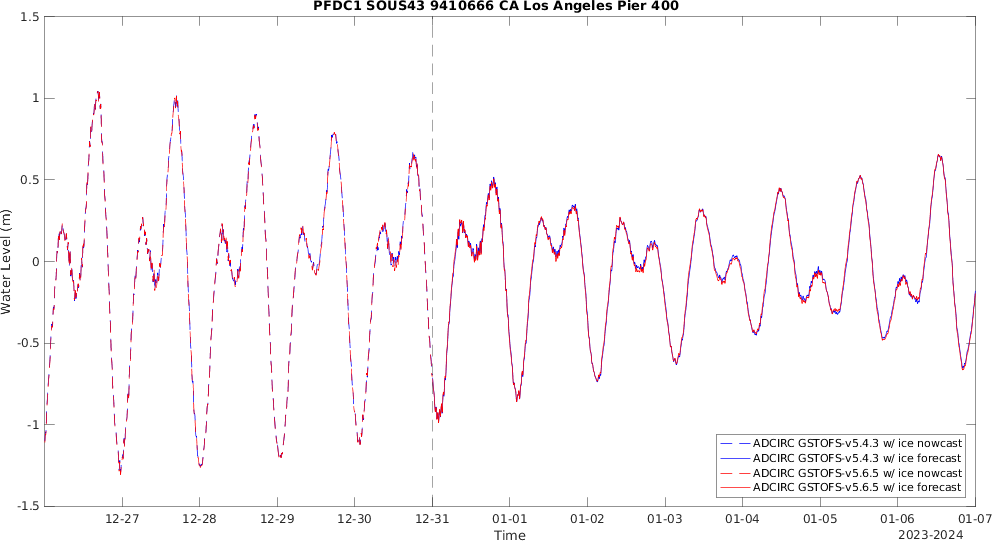 PFDC1 SOUS43 9410666 CA Los Angeles Pier 400
1.5
1
0.5
0
-0.5
-1
-1.5
Water Level (m)
ADCIRC GSTOFS-v5.4.3 w/ ice nowcast
ADCIRC GSTOFS-v5.4.3 w/ ice forecast
ADCIRC GSTOFS-v5.6.5 w/ ice nowcast
ADCIRC GSTOFS-v5.6.5 w/ ice forecast
12-27 12-28 12-29 12-30 12-31 01-01 01-02 01-03 01-04 01-05 01-06 01-07
Time
2023-2024